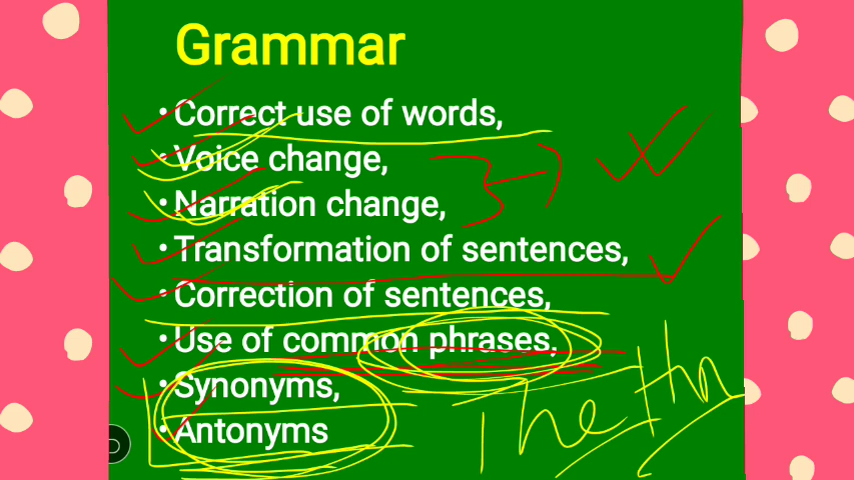 Grammar
•Correct use of words,
•Voice change,
•Narration change,
•Transformation of sentences,
•Correction of sentences,
•Use of common phrases,
•Synonyms,
•Antonyms
The